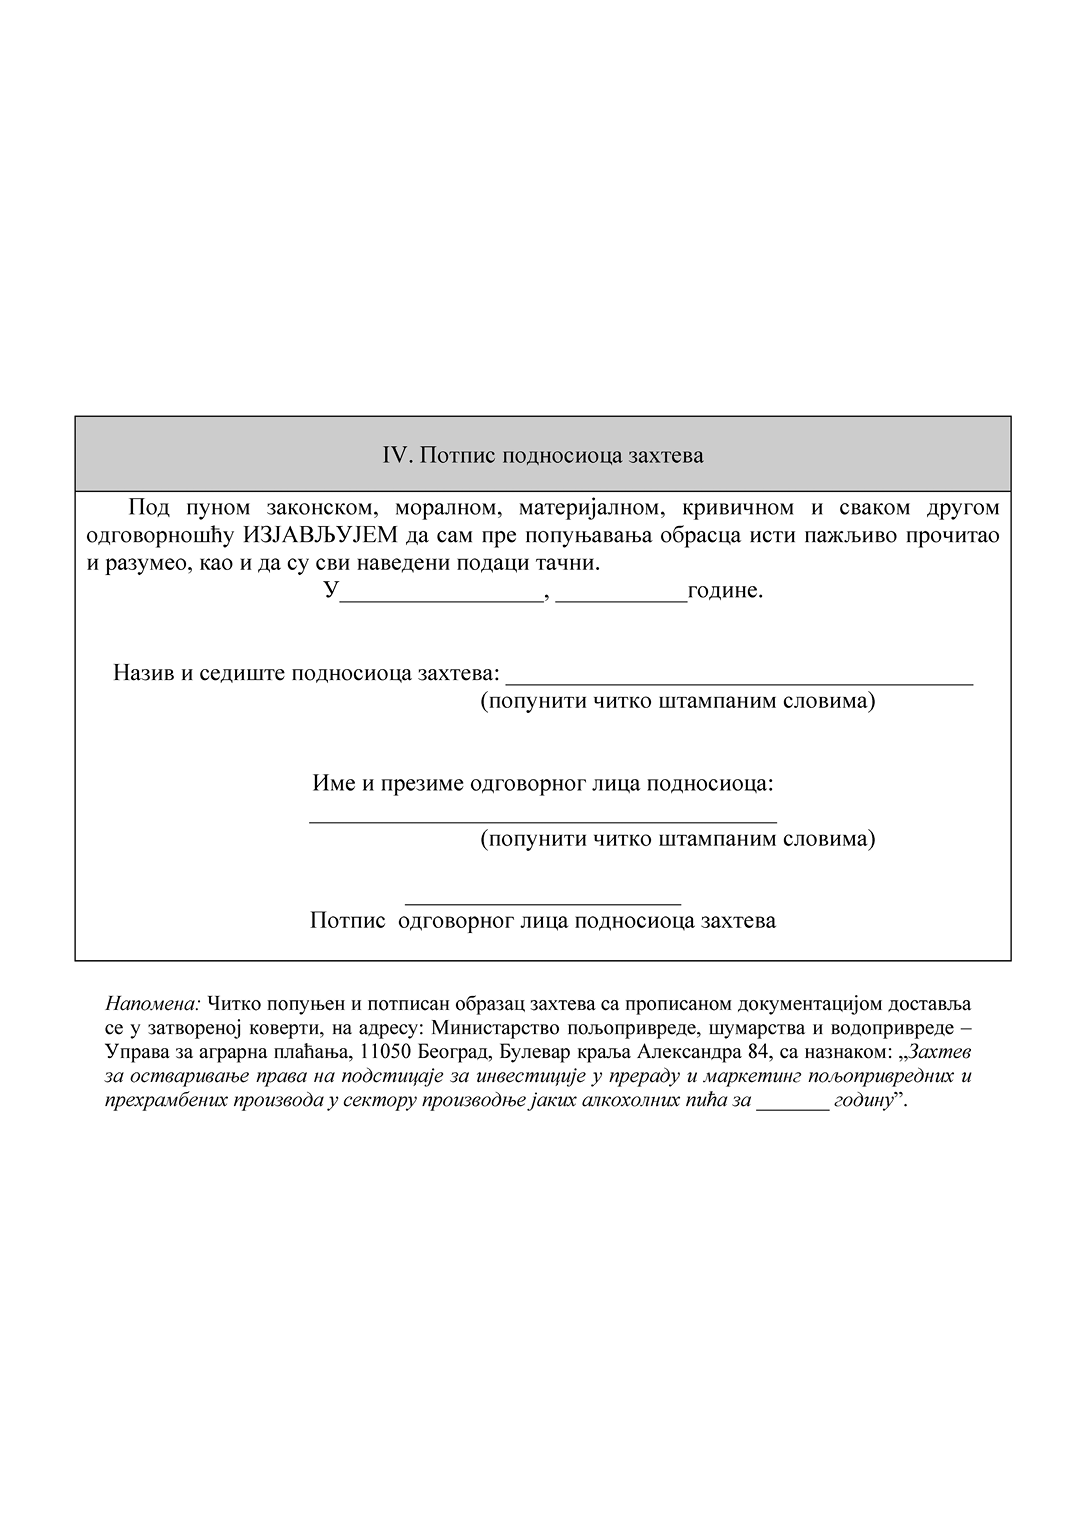 IV. Потпис подносиоца захтева
Под пуном законском, моралном, материјалном, кривичном и сваком другом
одговорношћу ИЗЈАВЉУЈЕМ да сам пре попуњавања обрасца исти пажљиво прочитао
и разумео, као и да су сви наведени подаци тачни.
У_________________, ___________године.
Назив и седиште подносиоца захтева: _______________________________________
(попунити читко штампаним словима)
Име и презиме одговорног лица подносиоца:
_______________________________________
(попунити читко штампаним словима)
_______________________
Потпис  одговорног лица подносиоца захтева
Напомена: Читко попуњен и потписан образац захтева са прописаном документацијом доставља
се у затвореној коверти, на адресу: Министарство пољопривреде, шумарства и водопривреде –
Управа за аграрна плаћања, 11050 Београд, Булевар краља Александра 84, са назнаком: „Захтев
за остваривање права на подстицаје за инвестиције у прераду и маркетинг пољопривредних и
прехрамбених производа у сектору производње јаких алкохолних пића за _______ годину”.